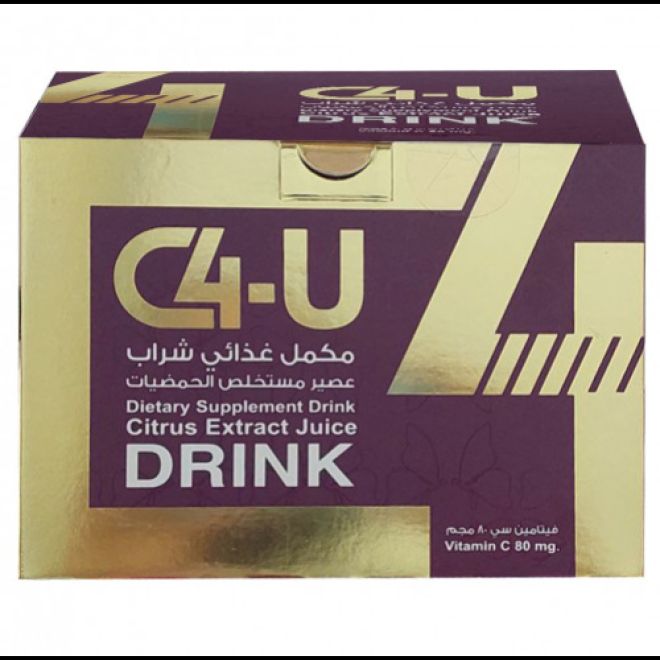 C4-U
DRINK
C4-U
مكمل غذائي شراب
عصير مستخلص الحمضيات
Dietary Supplement Drink
Citrus Extract Juice
DRINK
4
فيتامين سي ٨٠ مجم
Vitamin C 80 mg.